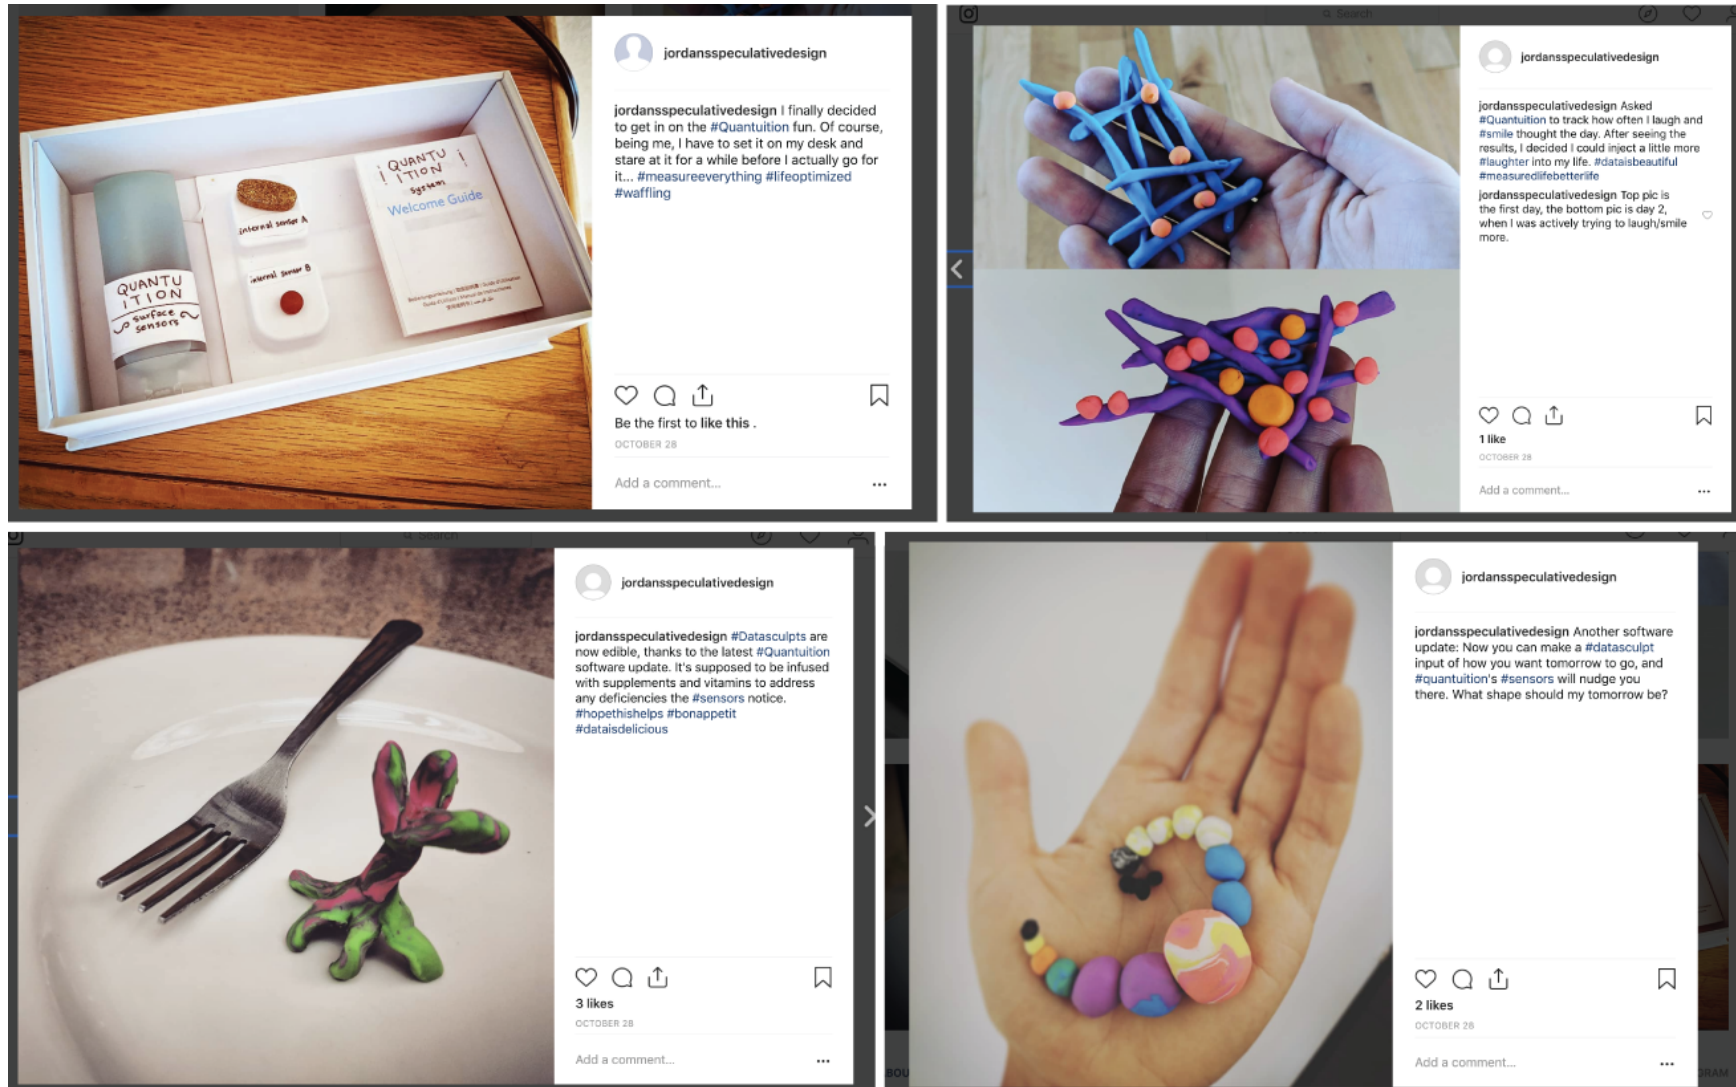 QUANTU
ITION
surface
sensors
internal sensor A
internal sensor B
! QUANTU !
! ITION
system
Welcome Guide
jordansspeculativedesign
jordansspeculativedesign I finally decided
to get in on the #Quantuition fun. Of course,
being me, I have to set it on my desk and
stare at it for a while before I actually go for
it... #measureeverything #lifeoptimized
#waffling
Be the first to like this .
OCTOBER 28
Add a comment...
Search
jordansspeculativedesign
jordansspeculativedesign Asked
#Quantuition to track how often I laugh and
#smile thought the day. After seeing the
results, I decided I could inject a little more
#laughter into my life. #dataisbeautiful
#measuredlifebetterlife
jordansspeculativedesign Top pic is
the first day, the bottom pic is day 2,
when I was actively trying to laugh/smile
more.
1 like
OCTOBER 28
Add a comment...
Search
jordansspeculativedesign
jordansspeculativedesign #Datasculpts are
now edible, thanks to the latest #Quantuition
software update. It's supposed to be infused
with supplements and vitamins to address
any deficiencies the #sensors notice.
#hopethishelps #bonappetit
#dataisdelicious
3 likes
OCTOBER 28
Add a comment...
jordansspeculativedesign
jordansspeculativedesign Another software
update: Now you can make a #datasculpt
input of how you want tomorrow to go, and
#quantuition's #sensors will nudge you
there. What shape should my tomorrow be?
2 likes
OCTOBER 28
Add a comment...